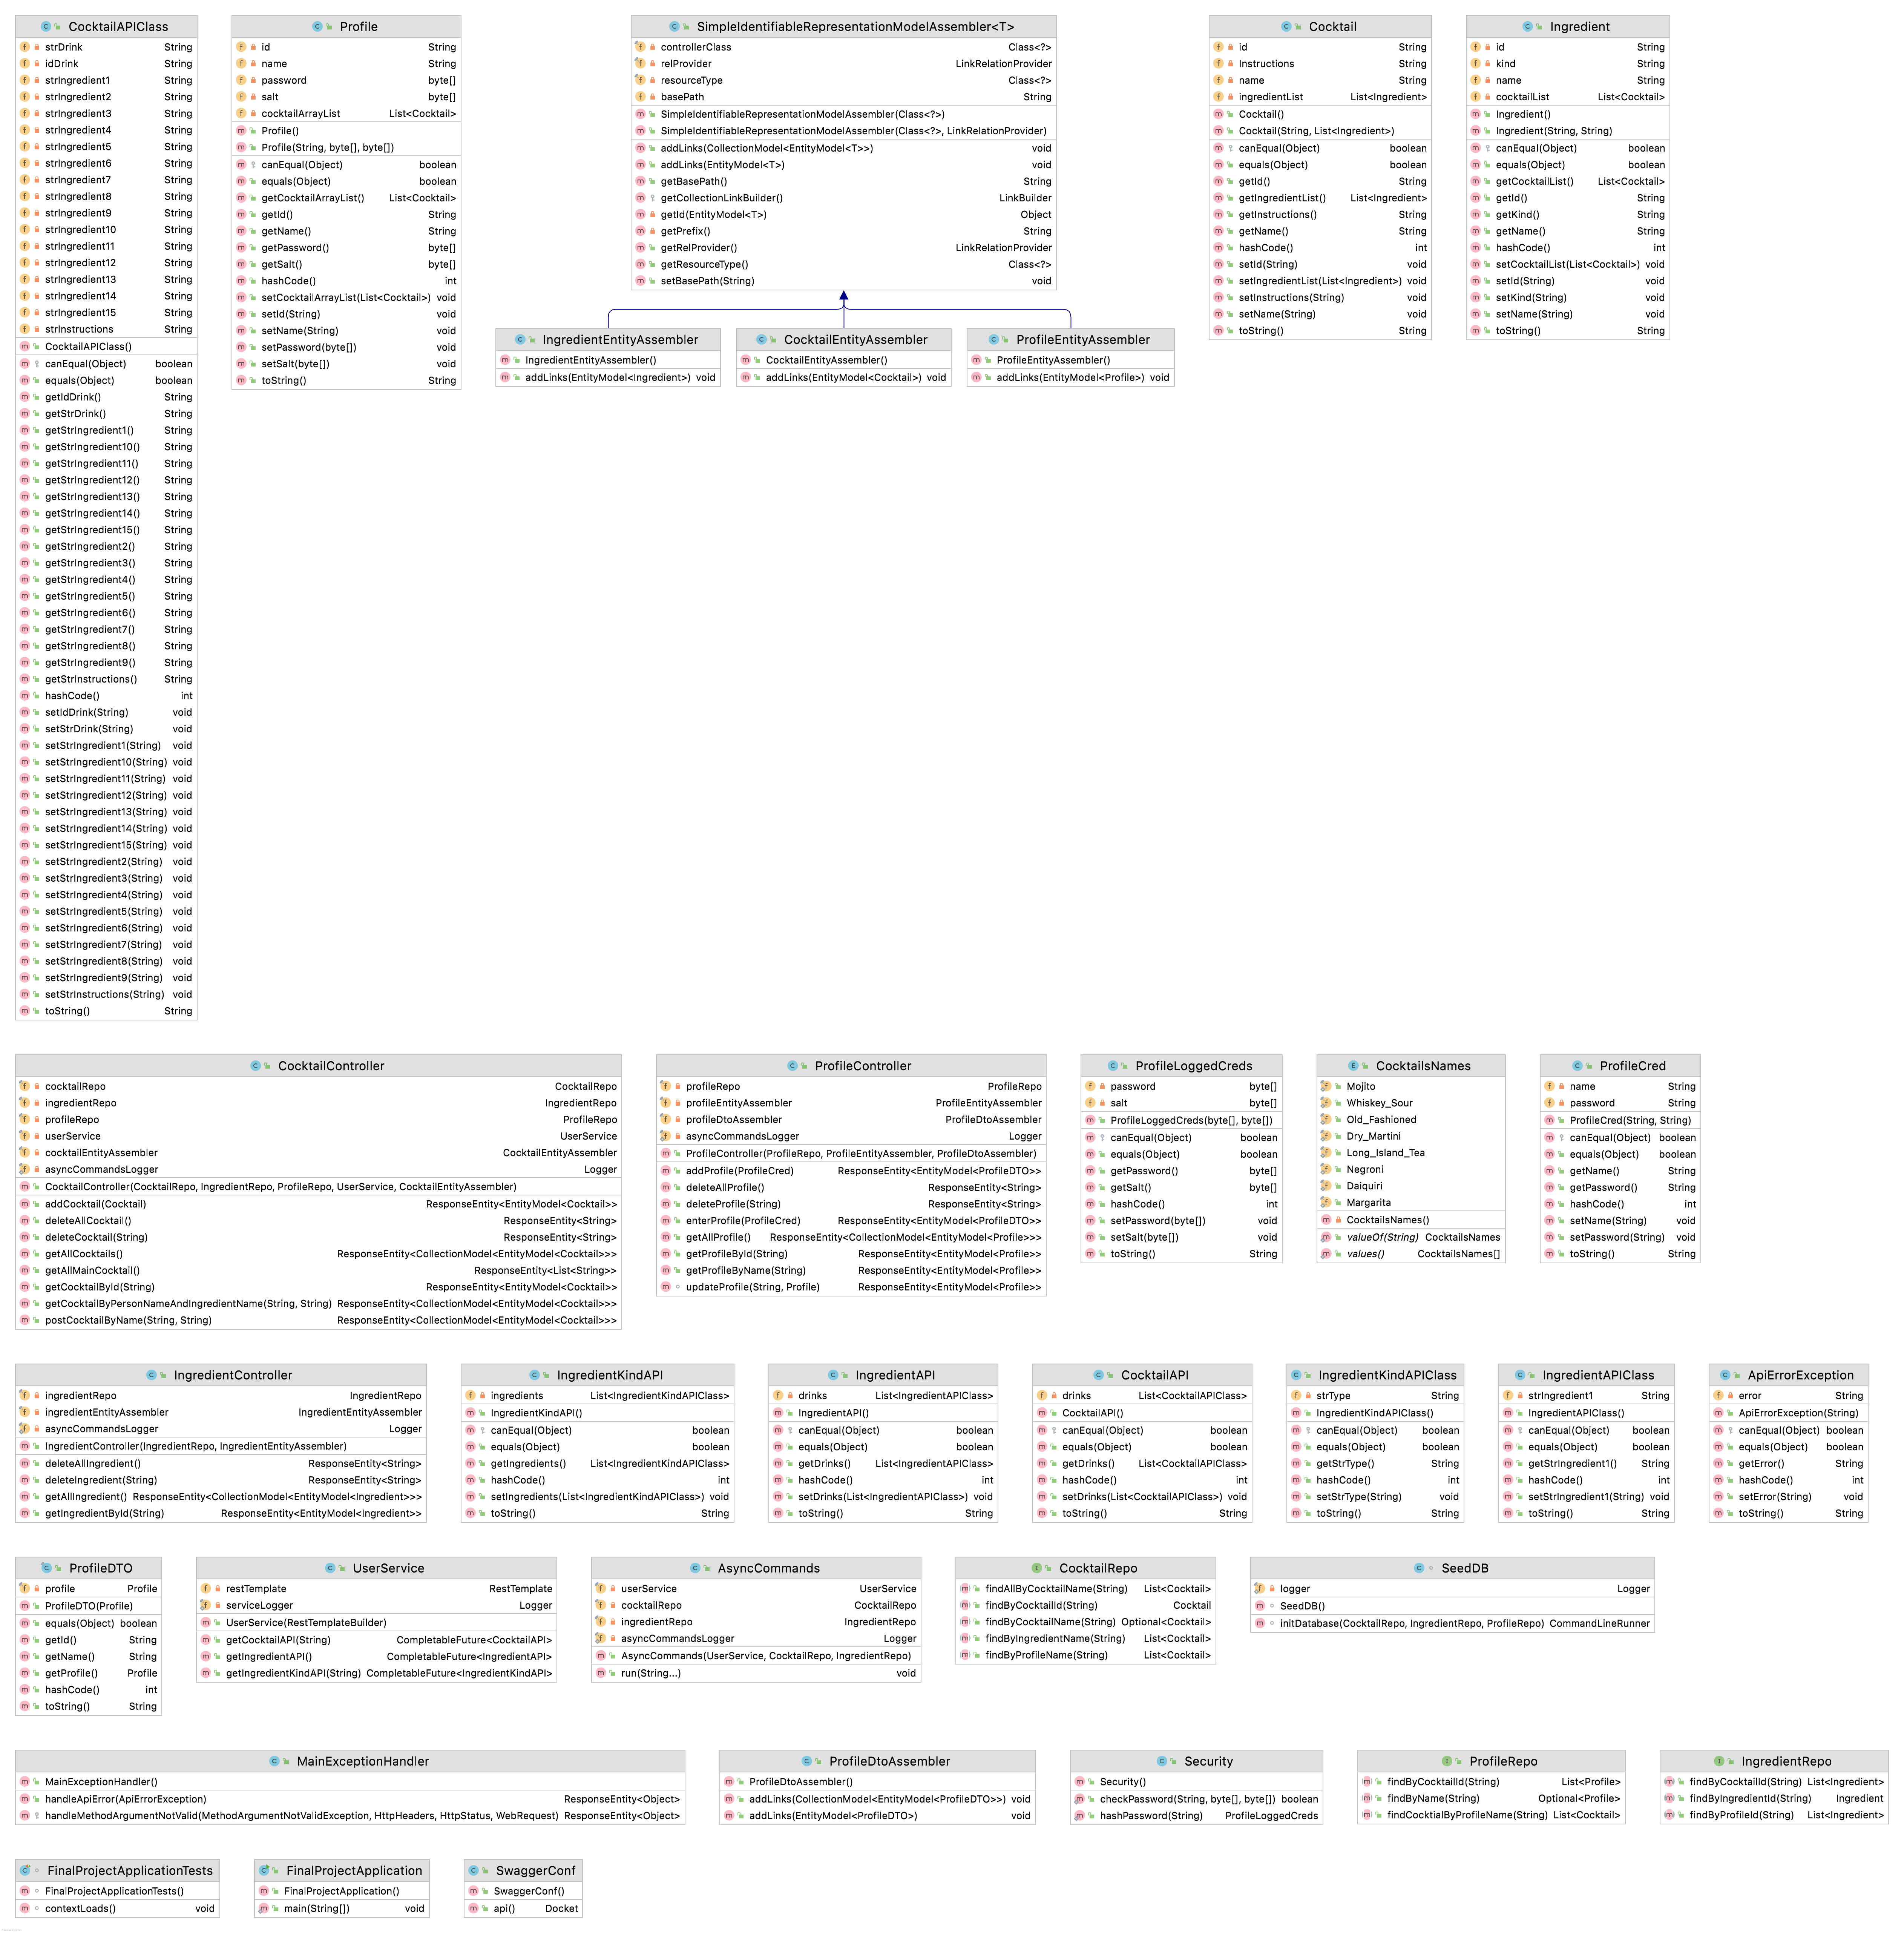 CocktailAPIClass
strDrink String
idDrink String
strIngredient1 String
strIngredient2 String
strIngredient3 String
strIngredient4 String
strIngredient5 String
strIngredient6 String
strIngredient7 String
strIngredient8 String
strIngredient9 String
strIngredient10 String
strIngredient11 String
strIngredient12 String
strIngredient13 String
strIngredient14 String
strIngredient15 String
strInstructions String
CocktailAPIClass()
canEqual(Object) boolean
equals(Object) boolean
getIdDrink() String
getStrDrink() String
getStrIngredient1() String
getStrIngredient10() String
getStrIngredient11() String
getStrIngredient12() String
getStrIngredient13() String
getStrIngredient14() String
getStrIngredient15() String
getStrIngredient2() String
getStrIngredient3() String
getStrIngredient4() String
getStrIngredient5() String
getStrIngredient6() String
getStrIngredient7() String
getStrIngredient8() String
getStrIngredient9() String
getStrInstructions() String
hashCode() int
setIdDrink(String) void
setStrDrink(String) void
setStrIngredient1(String) void
setStrIngredient10(String) void
setStrIngredient11(String) void
setStrIngredient12(String) void
setStrIngredient13(String) void
setStrIngredient14(String) void
setStrIngredient15(String) void
setStrIngredient2(String) void
setStrIngredient3(String) void
setStrIngredient4(String) void
setStrIngredient5(String) void
setStrIngredient6(String) void
setStrIngredient7(String) void
setStrIngredient8(String) void
setStrIngredient9(String) void
setStrInstructions(String) void
toString() String
Profile
id String
name String
password byte[]
salt byte[]
cocktailArrayList List<Cocktail>
Profile()
Profile(String, byte[], byte[])
canEqual(Object) boolean
equals(Object) boolean
getCocktailArrayList() List<Cocktail>
getId() String
getName() String
getPassword() byte[]
getSalt() byte[]
hashCode() int
setCocktailArrayList(List<Cocktail>) void
setId(String) void
setName(String) void
setPassword(byte[]) void
setSalt(byte[]) void
toString() String
SimpleIdentifiableRepresentationModelAssembler<T>
controllerClass Class<?>
relProvider LinkRelationProvider
resourceType Class<?>
basePath String
SimpleIdentifiableRepresentationModelAssembler(Class<?>)
SimpleIdentifiableRepresentationModelAssembler(Class<?>, LinkRelationProvider)
addLinks(CollectionModel<EntityModel<T>>) void
addLinks(EntityModel<T>) void
getBasePath() String
getCollectionLinkBuilder() LinkBuilder
getId(EntityModel<T>) Object
getPrefix() String
getRelProvider() LinkRelationProvider
getResourceType() Class<?>
setBasePath(String) void
IngredientEntityAssembler
IngredientEntityAssembler()
addLinks(EntityModel<Ingredient>) void
CocktailEntityAssembler
CocktailEntityAssembler()
addLinks(EntityModel<Cocktail>) void
ProfileEntityAssembler
ProfileEntityAssembler()
addLinks(EntityModel<Profile>) void
Cocktail
id String
Instructions String
name String
ingredientList List<Ingredient>
Cocktail()
Cocktail(String, List<Ingredient>)
canEqual(Object) boolean
equals(Object) boolean
getId() String
getIngredientList() List<Ingredient>
getInstructions() String
getName() String
hashCode() int
setId(String) void
setIngredientList(List<Ingredient>) void
setInstructions(String) void
setName(String) void
toString() String
Ingredient
id String
kind String
name String
cocktailList List<Cocktail>
Ingredient()
Ingredient(String, String)
canEqual(Object) boolean
equals(Object) boolean
getCocktailList() List<Cocktail>
getId() String
getKind() String
getName() String
hashCode() int
setCocktailList(List<Cocktail>) void
setId(String) void
setKind(String) void
setName(String) void
toString() String
CocktailController
cocktailRepo CocktailRepo
ingredientRepo IngredientRepo
profileRepo ProfileRepo
userService UserService
cocktailEntityAssembler CocktailEntityAssembler
asyncCommandsLogger Logger
CocktailController(CocktailRepo, IngredientRepo, ProfileRepo, UserService, CocktailEntityAssembler)
addCocktail(Cocktail) ResponseEntity<EntityModel<Cocktail>>
deleteAllCocktail() ResponseEntity<String>
deleteCocktail(String) ResponseEntity<String>
getAllCocktails() ResponseEntity<CollectionModel<EntityModel<Cocktail>>>
getAllMainCocktail() ResponseEntity<List<String>>
getCocktailById(String) ResponseEntity<EntityModel<Cocktail>>
getCocktailByPersonNameAndIngredientName(String, String) ResponseEntity<CollectionModel<EntityModel<Cocktail>>>
postCocktailByName(String, String) ResponseEntity<CollectionModel<EntityModel<Cocktail>>>
ProfileController
profileRepo ProfileRepo
profileEntityAssembler ProfileEntityAssembler
profileDtoAssembler ProfileDtoAssembler
asyncCommandsLogger Logger
ProfileController(ProfileRepo, ProfileEntityAssembler, ProfileDtoAssembler)
addProfile(ProfileCred) ResponseEntity<EntityModel<ProfileDTO>>
deleteAllProfile() ResponseEntity<String>
deleteProfile(String) ResponseEntity<String>
enterProfile(ProfileCred) ResponseEntity<EntityModel<ProfileDTO>>
getAllProfile() ResponseEntity<CollectionModel<EntityModel<Profile>>>
getProfileById(String) ResponseEntity<EntityModel<Profile>>
getProfileByName(String) ResponseEntity<EntityModel<Profile>>
updateProfile(String, Profile) ResponseEntity<EntityModel<Profile>>
ProfileLoggedCreds
password byte[]
salt byte[]
ProfileLoggedCreds(byte[], byte[])
canEqual(Object) boolean
equals(Object) boolean
getPassword() byte[]
getSalt() byte[]
hashCode() int
setPassword(byte[]) void
setSalt(byte[]) void
toString() String
CocktailsNames
Mojito
Whiskey_Sour
Old_Fashioned
Dry_Martini
Long_Island_Tea
Negroni
Daiquiri
Margarita
CocktailsNames()
valueOf(String) CocktailsNames
values() CocktailsNames[]
ProfileCred
name String
password String
ProfileCred(String, String)
canEqual(Object) boolean
equals(Object) boolean
getName() String
getPassword() String
hashCode() int
setName(String) void
setPassword(String) void
toString() String
IngredientController
ingredientRepo IngredientRepo
ingredientEntityAssembler IngredientEntityAssembler
asyncCommandsLogger Logger
IngredientController(IngredientRepo, IngredientEntityAssembler)
deleteAllIngredient() ResponseEntity<String>
deleteIngredient(String) ResponseEntity<String>
getAllIngredient() ResponseEntity<CollectionModel<EntityModel<Ingredient>>>
getIngredientById(String) ResponseEntity<EntityModel<Ingredient>>
IngredientKindAPI
ingredients List<IngredientKindAPIClass>
IngredientKindAPI()
canEqual(Object) boolean
equals(Object) boolean
getIngredients() List<IngredientKindAPIClass>
hashCode() int
setIngredients(List<IngredientKindAPIClass>) void
toString() String
IngredientAPI
drinks List<IngredientAPIClass>
IngredientAPI()
canEqual(Object) boolean
equals(Object) boolean
getDrinks() List<IngredientAPIClass>
hashCode() int
setDrinks(List<IngredientAPIClass>) void
toString() String
CocktailAPI
drinks List<CocktailAPIClass>
CocktailAPI()
canEqual(Object) boolean
equals(Object) boolean
getDrinks() List<CocktailAPIClass>
hashCode() int
setDrinks(List<CocktailAPIClass>) void
toString() String
IngredientKindAPIClass
strType String
IngredientKindAPIClass()
canEqual(Object) boolean
equals(Object) boolean
getStrType() String
hashCode() int
setStrType(String) void
toString() String
IngredientAPIClass
strIngredient1 String
IngredientAPIClass()
canEqual(Object) boolean
equals(Object) boolean
getStrIngredient1() String
hashCode() int
setStrIngredient1(String) void
toString() String
ApiErrorException
error String
ApiErrorException(String)
canEqual(Object) boolean
equals(Object) boolean
getError() String
hashCode() int
setError(String) void
toString() String
ProfileDTO
profile Profile
ProfileDTO(Profile)
equals(Object) boolean
getId() String
getName() String
getProfile() Profile
hashCode() int
toString() String
UserService
restTemplate RestTemplate
serviceLogger Logger
UserService(RestTemplateBuilder)
getCocktailAPI(String) CompletableFuture<CocktailAPI>
getIngredientAPI() CompletableFuture<IngredientAPI>
getIngredientKindAPI(String) CompletableFuture<IngredientKindAPI>
AsyncCommands
userService UserService
cocktailRepo CocktailRepo
ingredientRepo IngredientRepo
asyncCommandsLogger Logger
AsyncCommands(UserService, CocktailRepo, IngredientRepo)
run(String...) void
CocktailRepo
findAllByCocktailName(String) List<Cocktail>
findByCocktailId(String) Cocktail
findByCocktailName(String) Optional<Cocktail>
findByIngredientName(String) List<Cocktail>
findByProfileName(String) List<Cocktail>
SeedDB
logger Logger
SeedDB()
initDatabase(CocktailRepo, IngredientRepo, ProfileRepo) CommandLineRunner
MainExceptionHandler
MainExceptionHandler()
handleApiError(ApiErrorException) ResponseEntity<Object>
handleMethodArgumentNotValid(MethodArgumentNotValidException, HttpHeaders, HttpStatus, WebRequest) ResponseEntity<Object>
ProfileDtoAssembler
ProfileDtoAssembler()
addLinks(CollectionModel<EntityModel<ProfileDTO>>) void
addLinks(EntityModel<ProfileDTO>) void
Security
Security()
checkPassword(String, byte[], byte[]) boolean
hashPassword(String) ProfileLoggedCreds
ProfileRepo
findByCocktailId(String) List<Profile>
findByName(String) Optional<Profile>
findCocktialByProfileName(String) List<Cocktail>
IngredientRepo
findByCocktailId(String) List<Ingredient>
findByIngredientId(String) Ingredient
findByProfileId(String) List<Ingredient>
FinalProjectApplicationTests
FinalProjectApplicationTests()
contextLoads() void
FinalProjectApplication
FinalProjectApplication()
main(String[]) void
SwaggerConf
SwaggerConf()
api() Docket